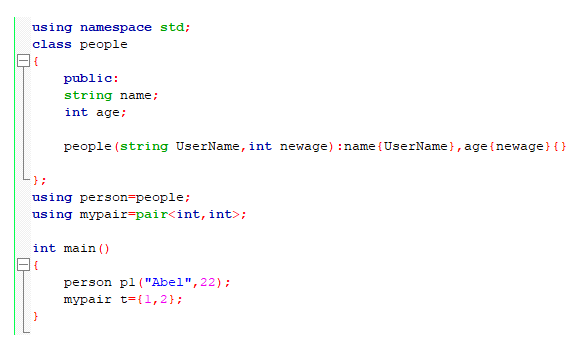 using namespace std;
class people
{
public:
string name;
int age;
people(string UserName,int newage):name{UserName},age{newage}{}
};
using person=people;
using mypair=pair<int,int>;
int main()
{
person p1("Abel",22);
mypair t={1,2};
}